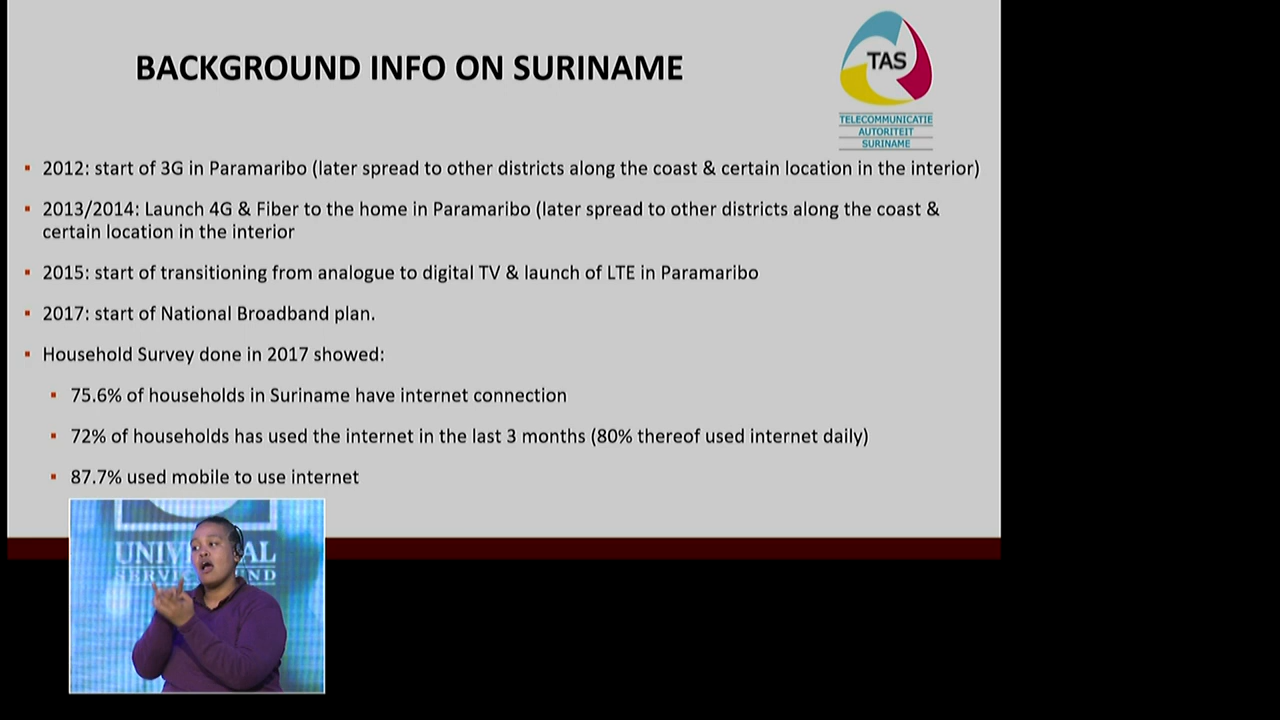 BACKGROUND INFO ON SURINAME
TAS
TELECOMMUNICATIE
AUTORITEIT
SURINAME
▪ 2012: start of 3G in Paramaribo (later spread to other districts along the coast & certain location in the interior)
▪ 2013/2014: Launch 4G & Fiber to the home in Paramaribo (later spread to other districts along the coast &
certain location in the interior
▪ 2015: start of transitioning from analogue to digital TV & launch of LTE in Paramaribo
▪ 2017: start of National Broadband plan.
▪ Household Survey done in 2017 showed:
▪ 75.6% of households in Suriname have internet connection
▪ 72% of households has used the internet in the last 3 months (80% thereof used internet daily)
▪ 87.7% used mobile to use internet